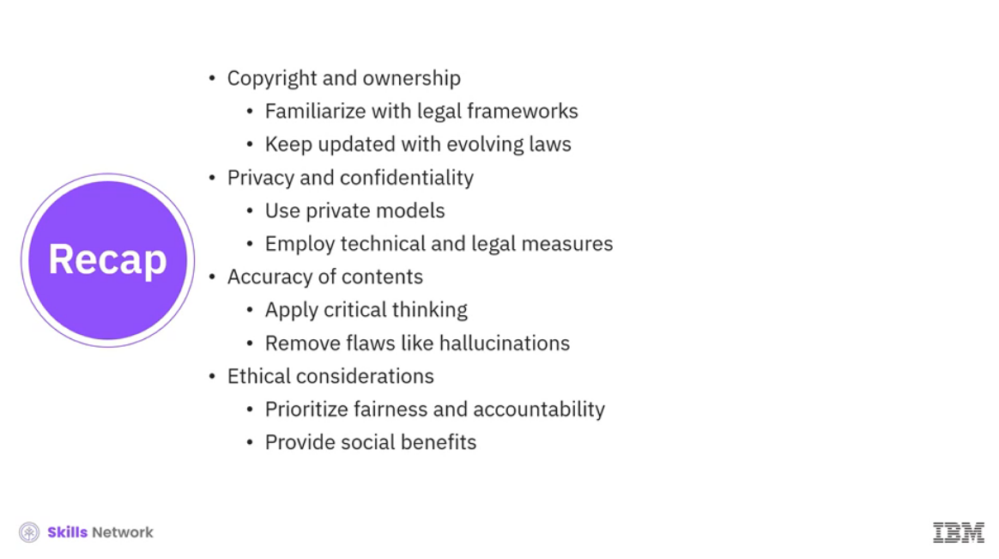 Recap
• Copyright and ownership
• Familiarize with legal frameworks
• Keep updated with evolving laws
• Privacy and confidentiality
• Use private models
• Employ technical and legal measures
• Accuracy of contents
• Apply critical thinking
• Remove flaws like hallucinations
• Ethical considerations
• Prioritize fairness and accountability
• Provide social benefits
Skills Network
IBM